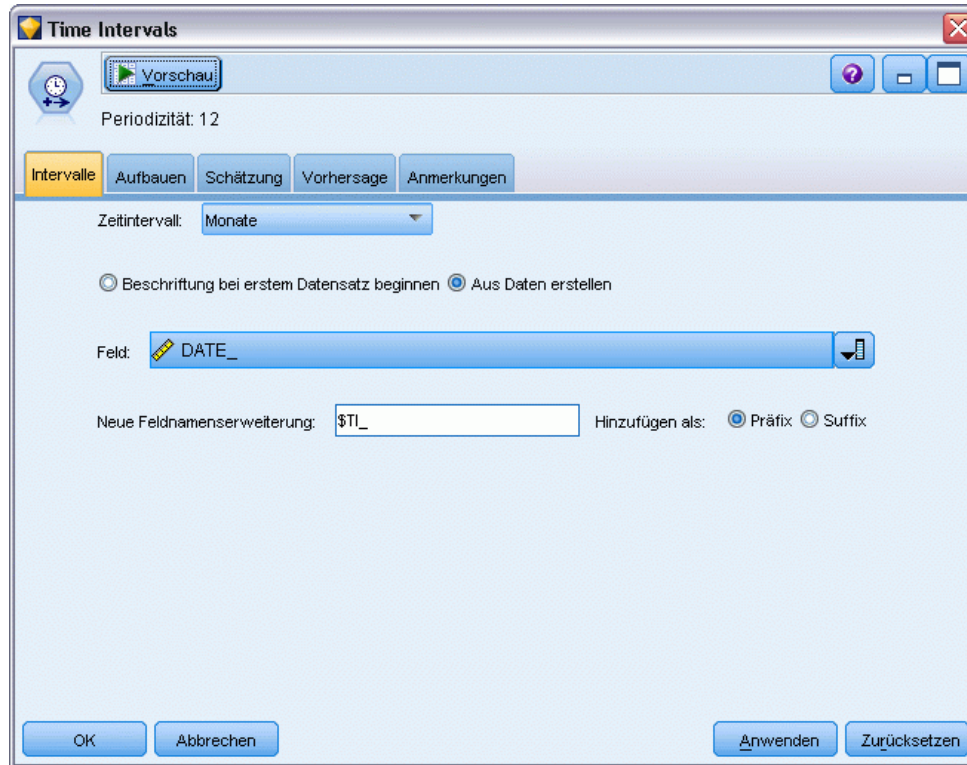 Time Intervals
Vorschau
Periodizität: 12
Intervalle Aufbauen Schätzung Vorhersage Anmerkungen
Zeitintervall: Monate
Beschriftung bei erstem Datensatz beginnen Aus Daten erstellen
Feld: DATE_
Neue Feldnamenserweiterung: $TI_ Hinzufügen als: Präfix Suffix
OK Abbrechen Anwenden Zurücksetzen